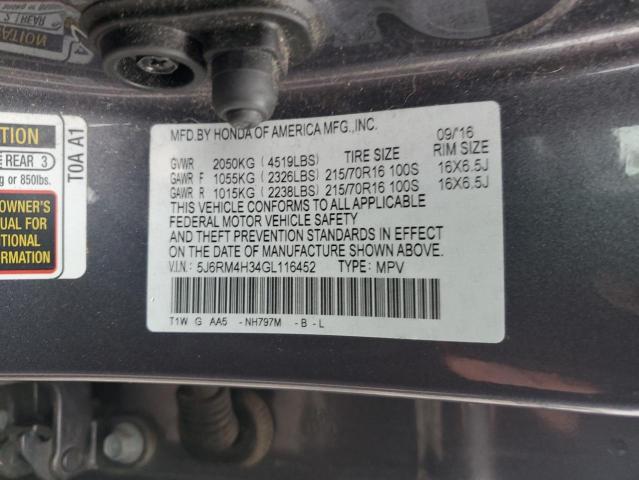 MFD.BY HONDA OF AMERICA MFG.,INC. 09/16
GVWR 2050KG (4519LBS) TIRE SIZE RIM SIZE
GAWR F 1055KG (2326LBS) 215/70R16 100S 16X6.5J
GAWR R 1015KG (2238LBS) 215/70R16 100S 16X6.5J
THIS VEHICLE CONFORMS TO ALL APPLICABLE
FEDERAL MOTOR VEHICLE SAFETY
AND THEFT PREVENTION STANDARDS IN EFFECT
ON THE DATE OF MANUFACTURE SHOWN ABOVE.
V.I.N: 5J6RM4H34GL116452 TYPE: MPV
T1W G AA5 -NH797M -B-L
TION
REAR 3
g or 850lbs.
OWNER'S
UAL FOR
ITIONAL
MATION
T0A A1